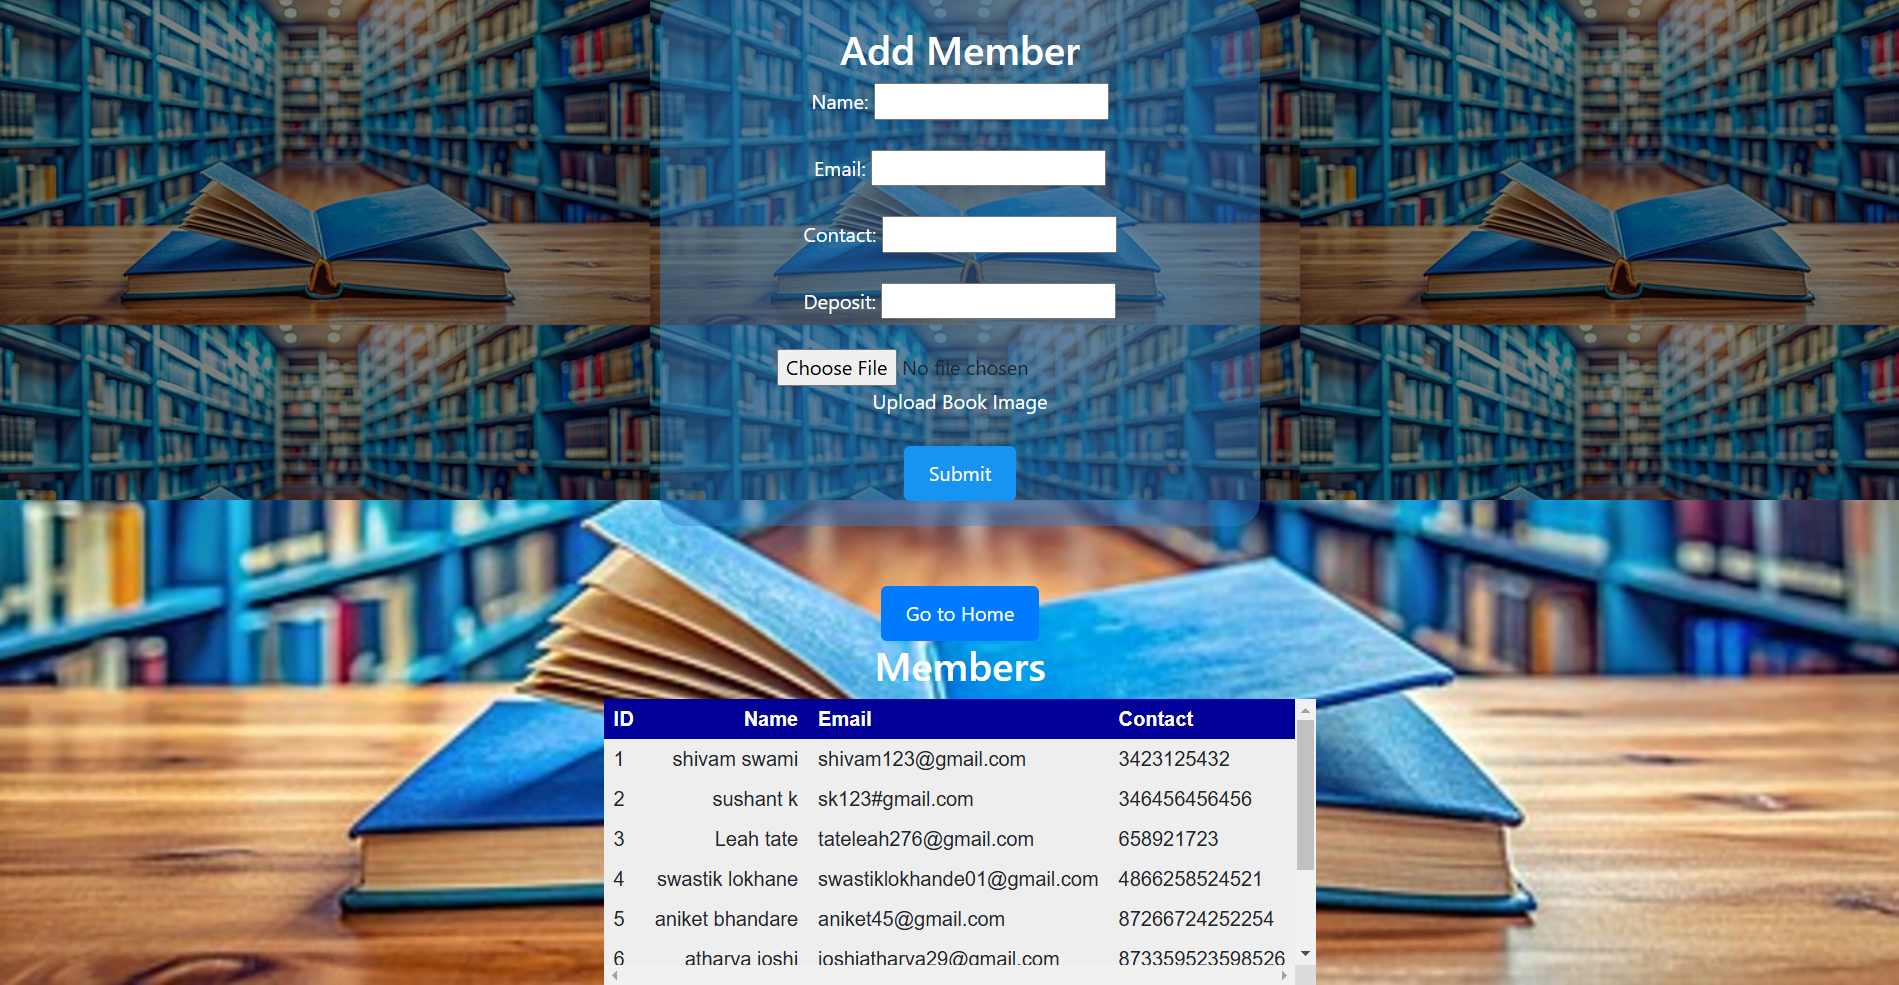 Add Member
Name:
Email:
Contact:
Deposit:
Choose File No file chosen
Upload Book Image
Submit
Go to Home
Members
ID Name Email Contact
1 shivam swami shivam123@gmail.com 3423125432
2 sushant k sk123#gmail.com 346456456456
3 Leah tate tateleah276@gmail.com 658921723
4 swastik lokhane swastiklokhande01@gmail.com 4866258524521
5 aniket bhandare aniket45@gmail.com 87266724252254
6 atharva joshi joshiatharva29@gmail.com 873359523598526